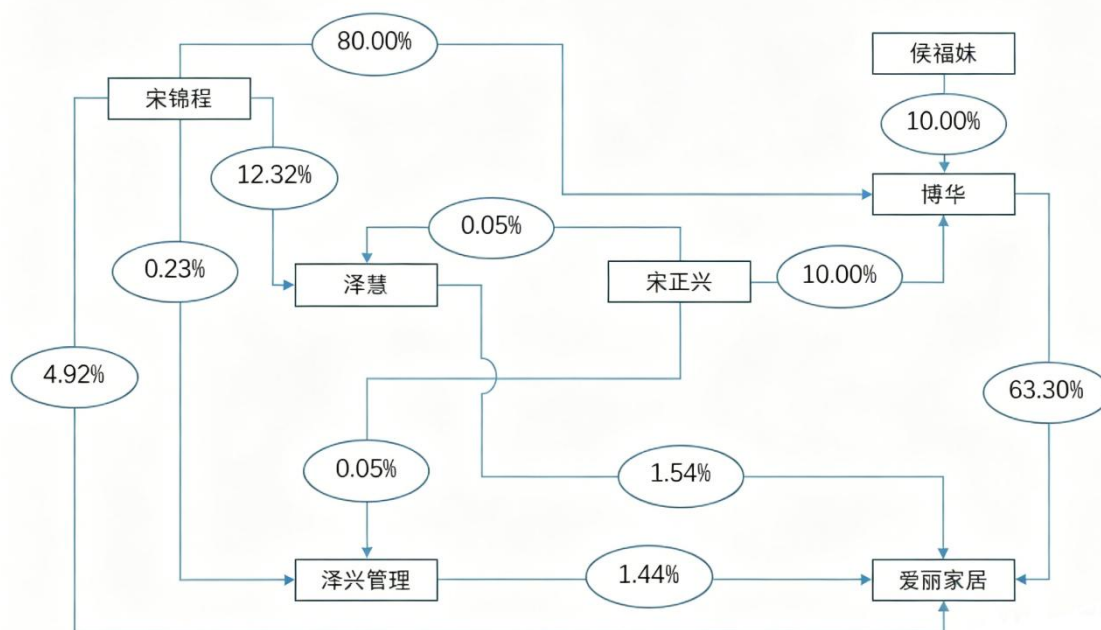 80.00%
侯福妹
宋锦程
10.00%
12.32%
博华
0.05%
0.23%
泽慧
宋正兴
10.00%
4.92%
63.30%
0.05%
1.54%
泽兴管理
1.44%
爱丽家居